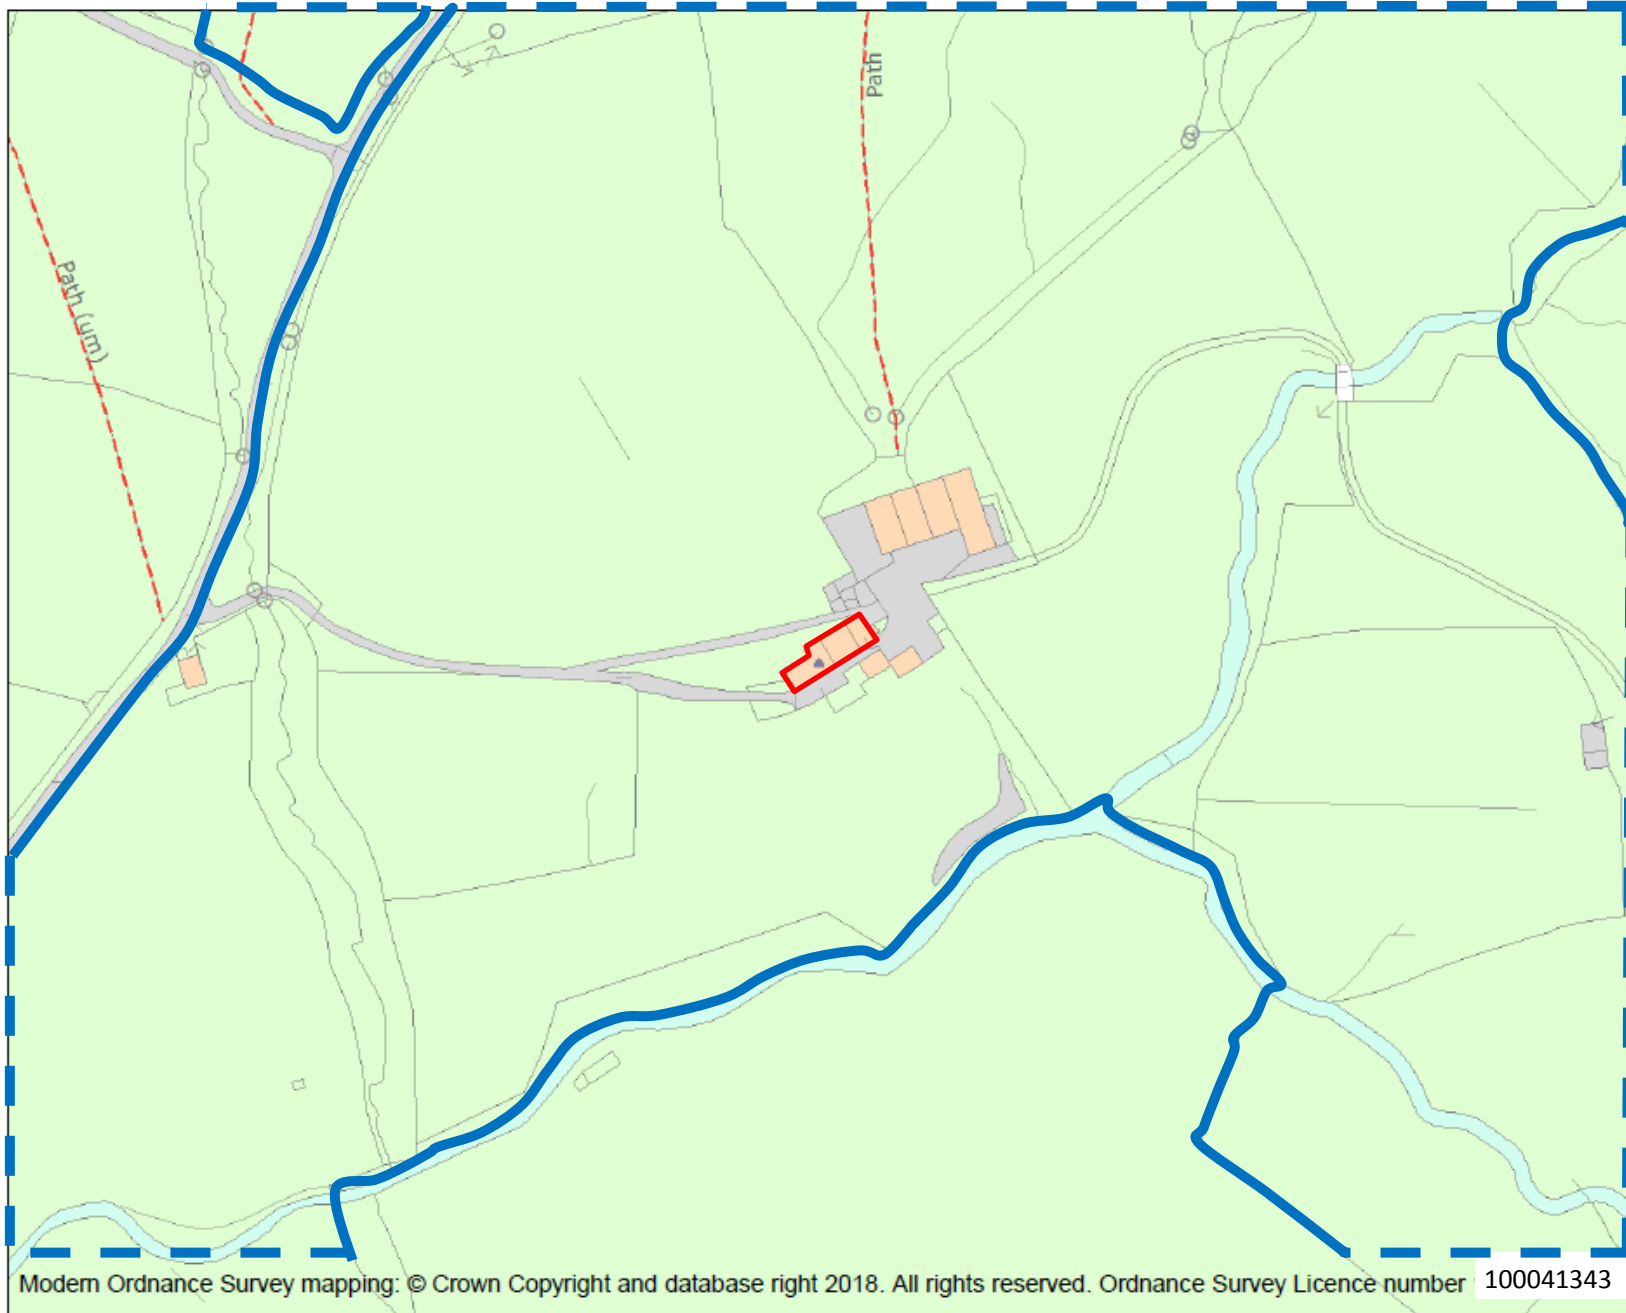 Path
Path (um)
Modern Ordnance Survey mapping: © Crown Copyright and database right 2018. All rights reserved. Ordnance Survey Licence number 100041343